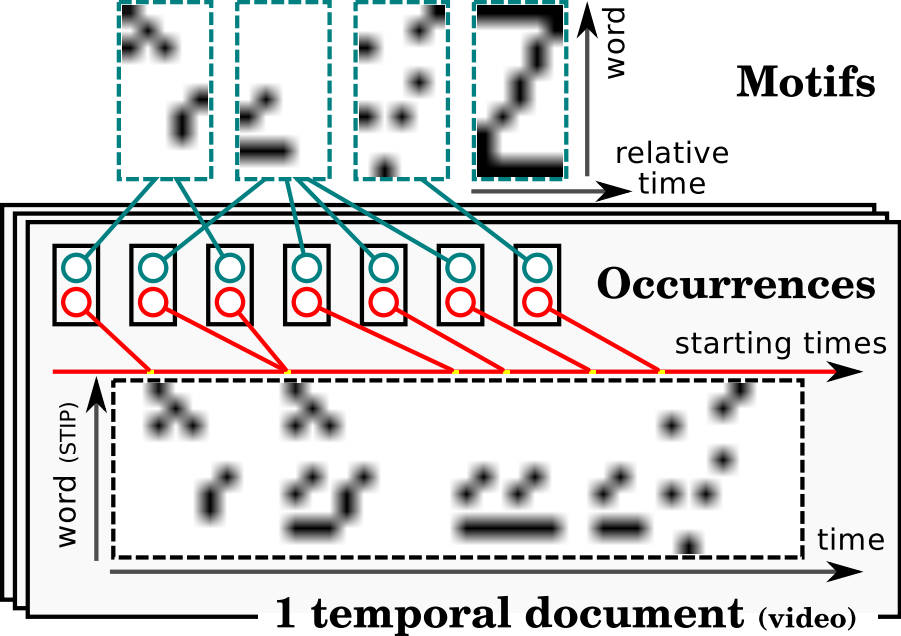 word
Motifs
relative
time
Occurrences
starting times
word (STIP)
time
1 temporal document (video)